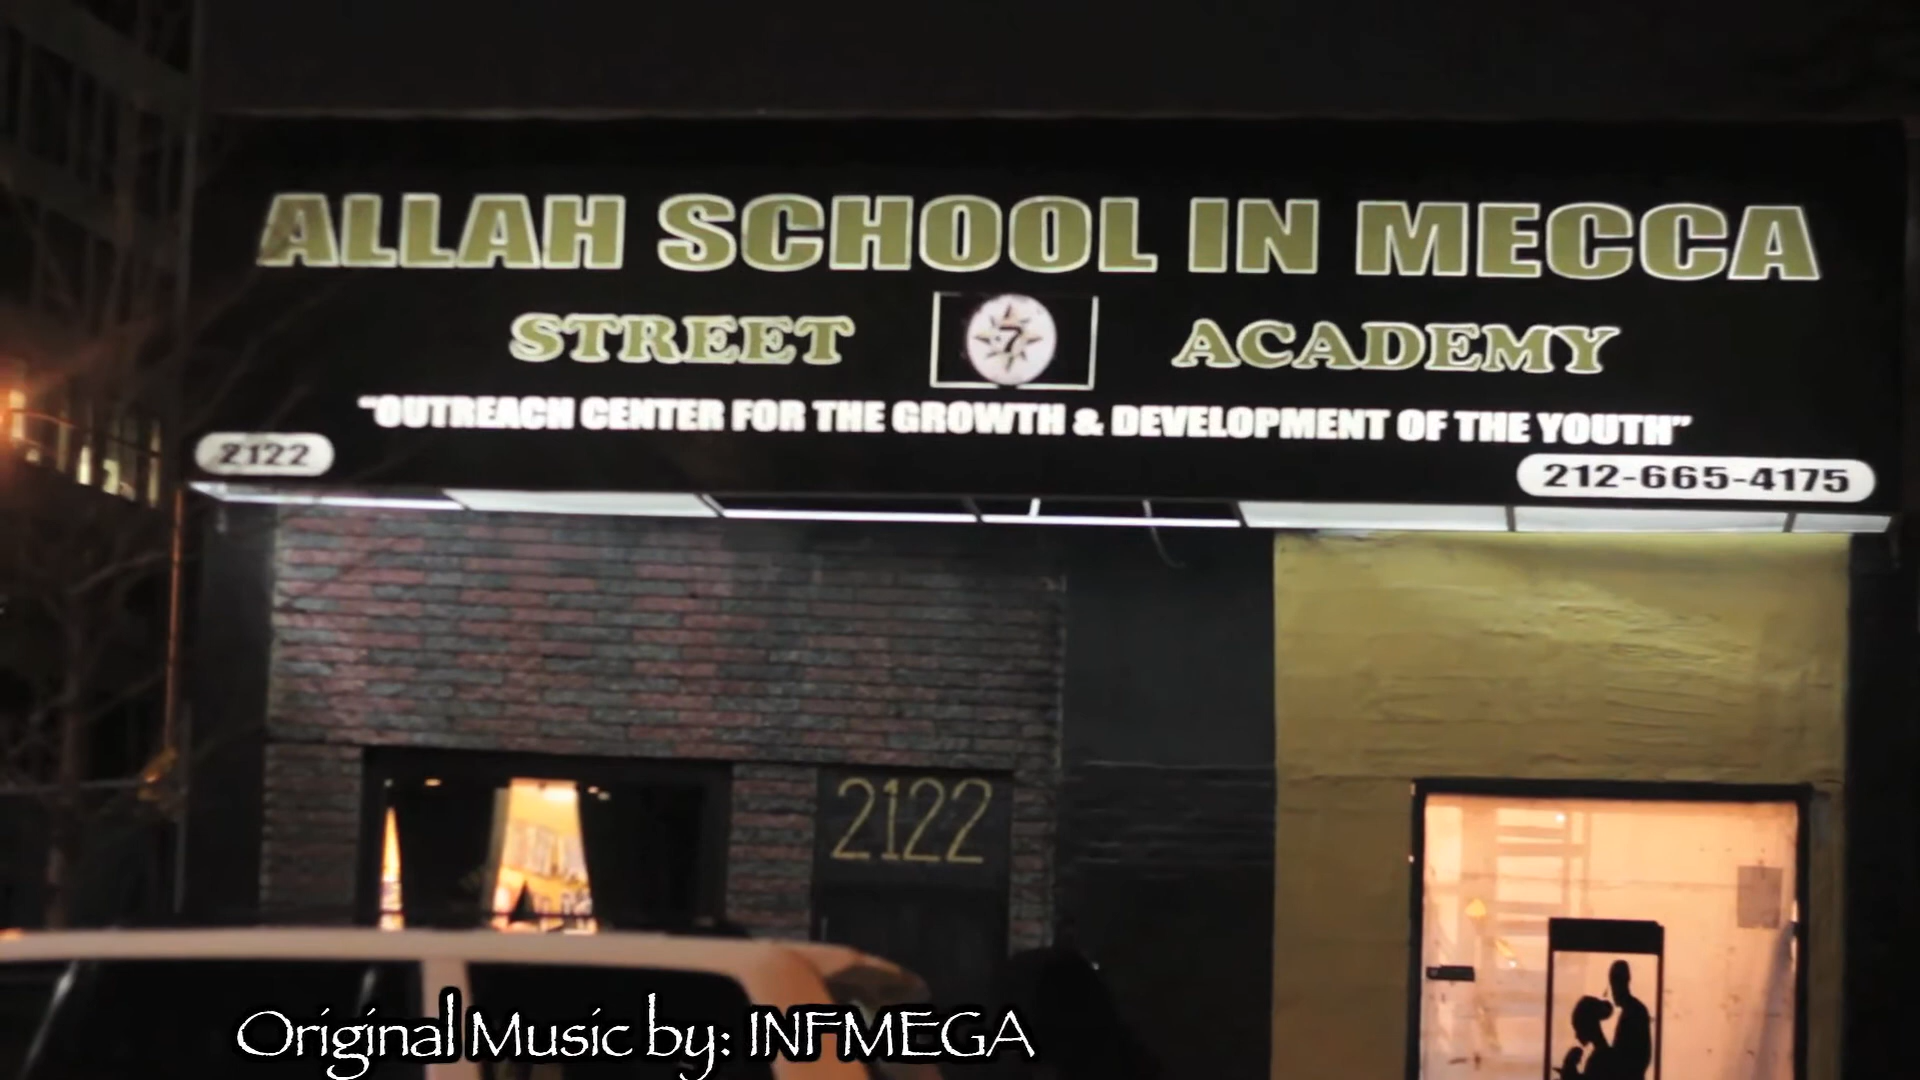 ALLAH SCHOOL IN MECCA
STREET 7 ACADEMY
"OUTREACH CENTER FOR THE GROWTH & DEVELOPMENT OF THE YOUTH"
2122
212-665-4175
2122
Original Music by: INFMEGA